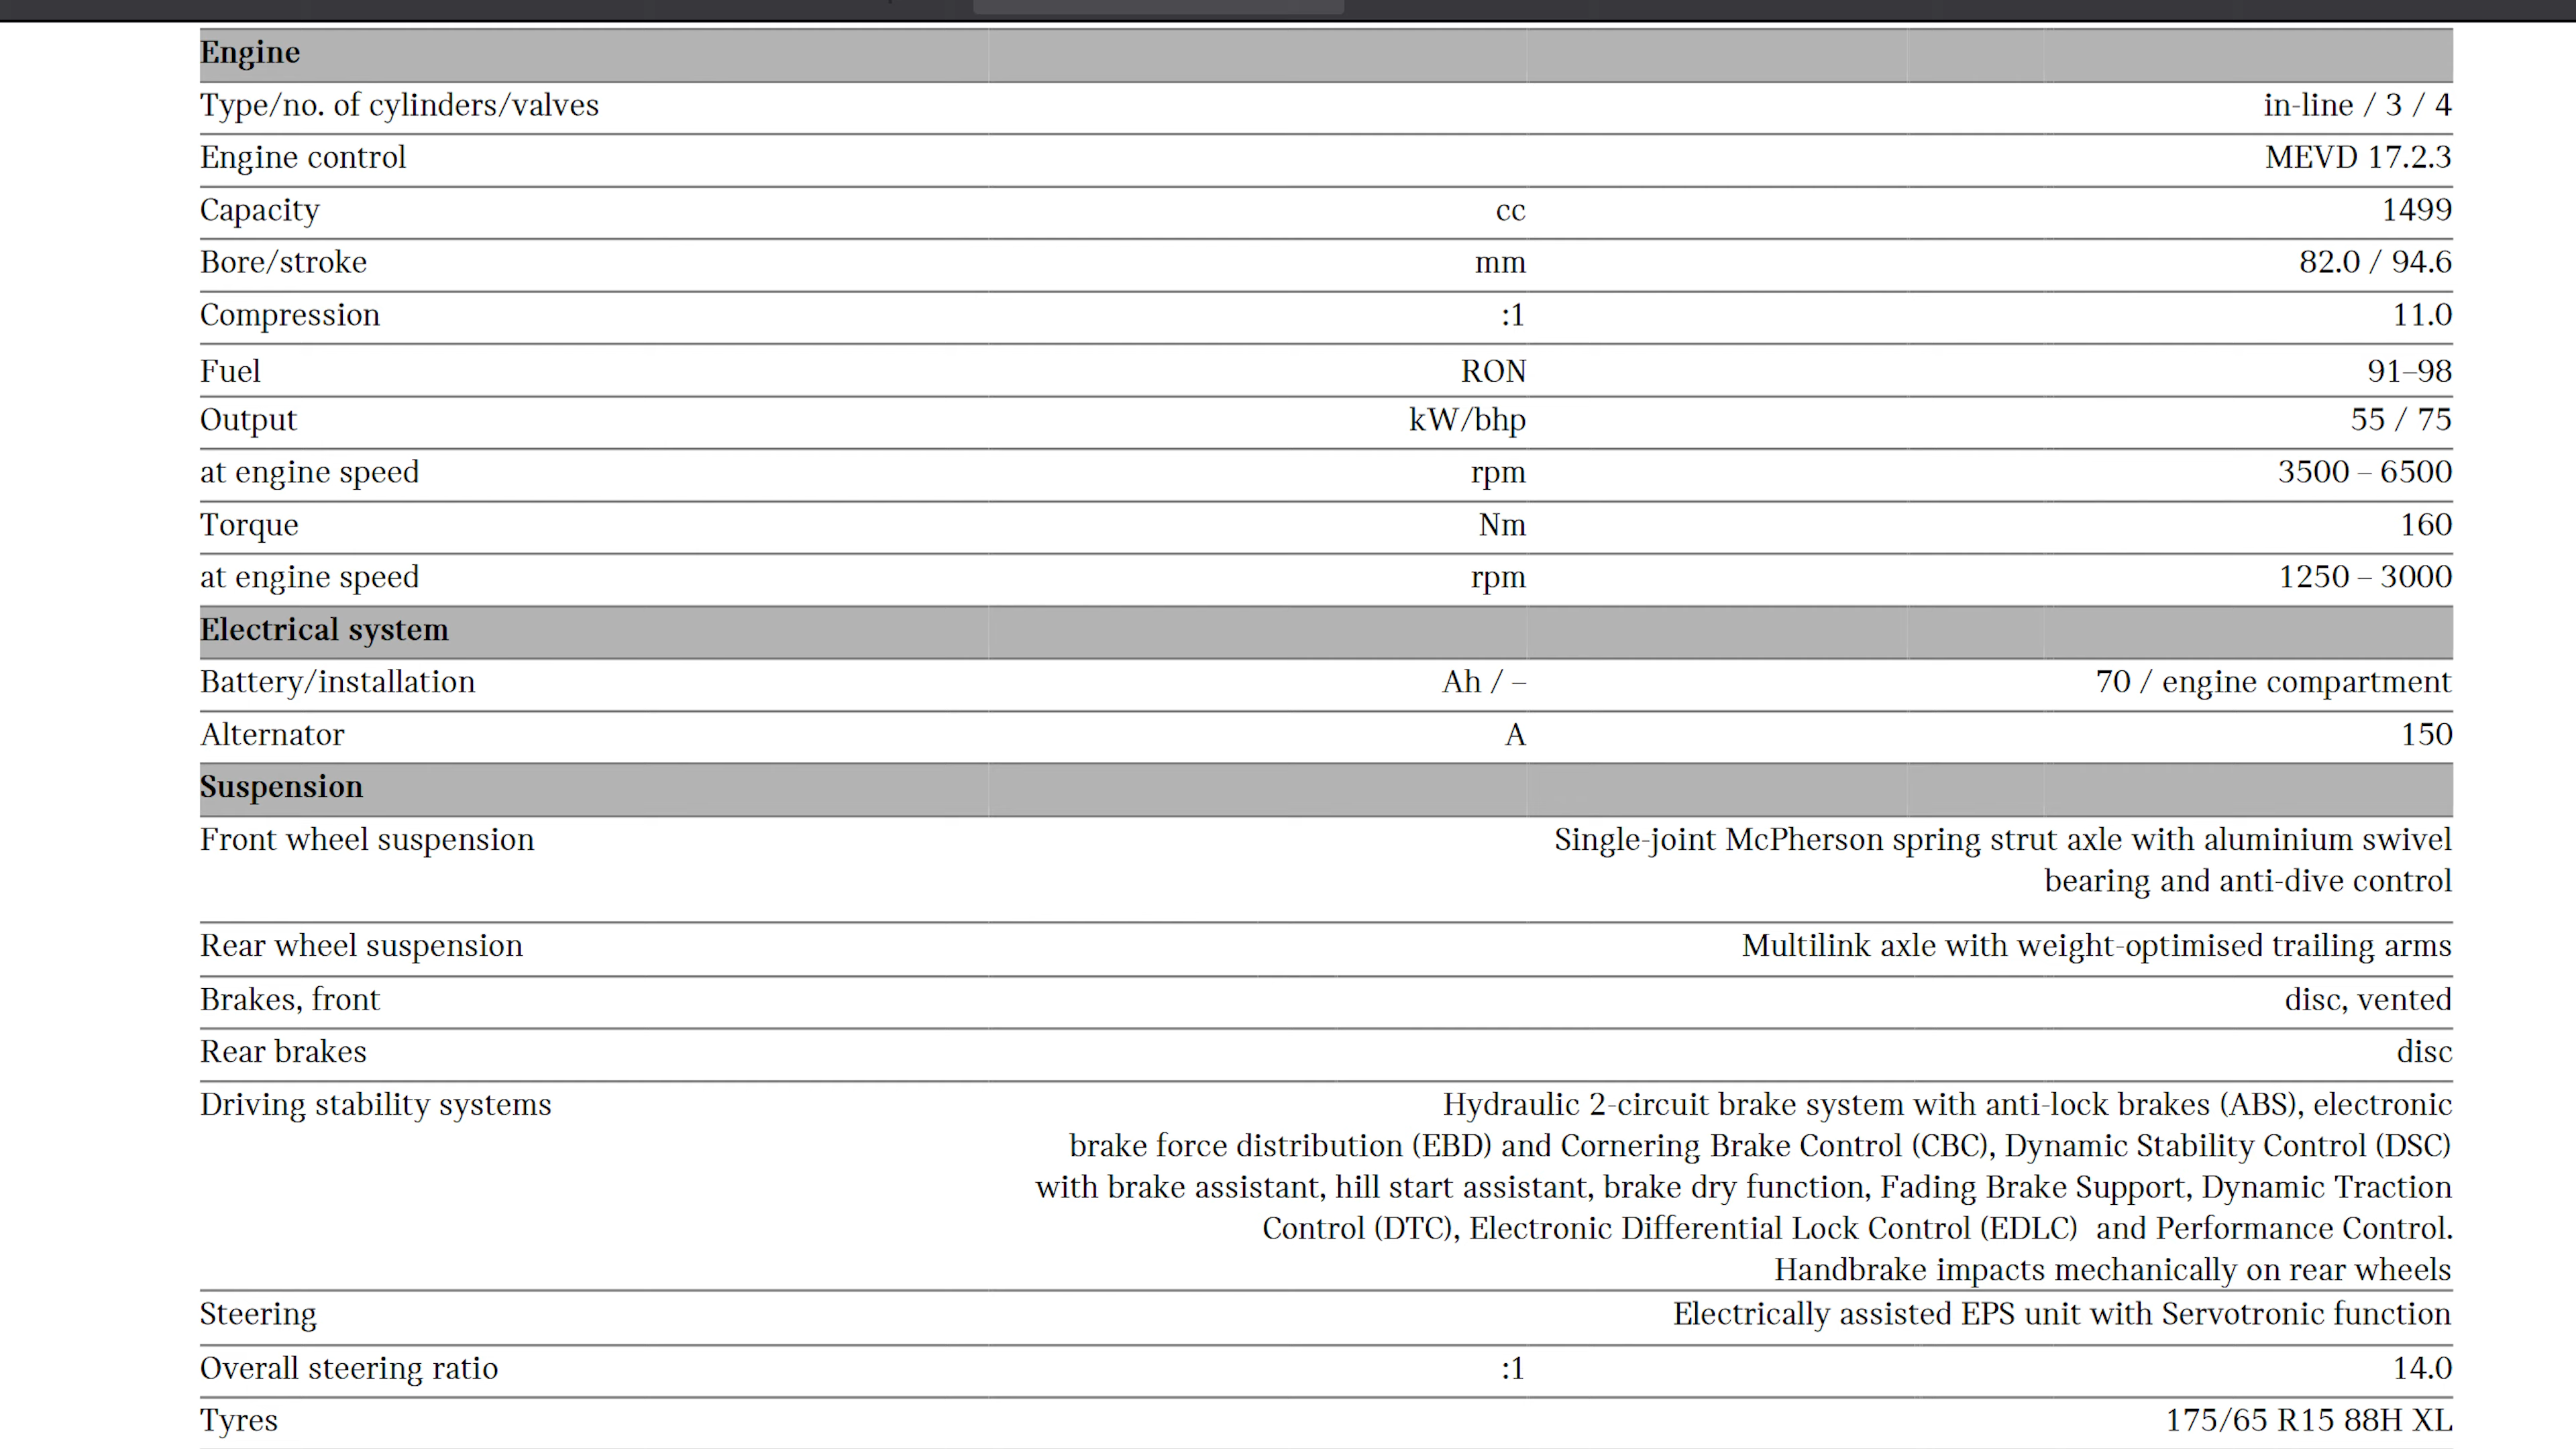 Engine
Type/no. of cylinders/valves in-line / 3 / 4
Engine control MEVD 17.2.3
Capacity cc 1499
Bore/stroke mm 82.0 / 94.6
Compression :1 11.0
Fuel RON 91–98
Output kW/bhp 55 / 75
at engine speed rpm 3500 – 6500
Torque Nm 160
at engine speed rpm 1250 – 3000
Electrical system
Battery/installation Ah / – 70 / engine compartment
Alternator A 150
Suspension
Front wheel suspension Single-joint McPherson spring strut axle with aluminium swivel
bearing and anti-dive control
Rear wheel suspension Multilink axle with weight-optimised trailing arms
Brakes, front disc, vented
Rear brakes disc
Driving stability systems Hydraulic 2-circuit brake system with anti-lock brakes (ABS), electronic
brake force distribution (EBD) and Cornering Brake Control (CBC), Dynamic Stability Control (DSC)
with brake assistant, hill start assistant, brake dry function, Fading Brake Support, Dynamic Traction
Control (DTC), Electronic Differential Lock Control (EDLC) and Performance Control.
Handbrake impacts mechanically on rear wheels
Steering Electrically assisted EPS unit with Servotronic function
Overall steering ratio :1 14.0
Tyres 175/65 R15 88H XL